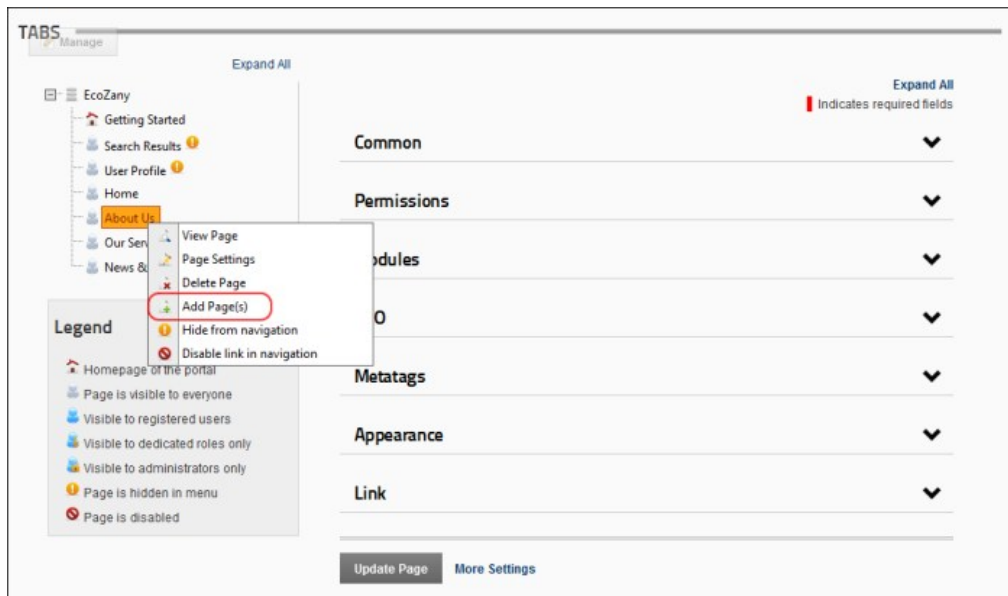 TABS
Manage
Expand All
EcoZany
Getting Started
Search Results
User Profile
Home
About Us
Our Serv
News &
View Page
Page Settings
Delete Page
Add Page(s)
Hide from navigation
Disable link in navigation
Legend
Homepage of the portal
Page is visible to everyone
Visible to registered users
Visible to dedicated roles only
Visible to administrators only
Page is hidden in menu
Page is disabled
Expand All
Indicates required fields
Common
Permissions
odules
O
Metatags
Appearance
Link
Update Page More Settings